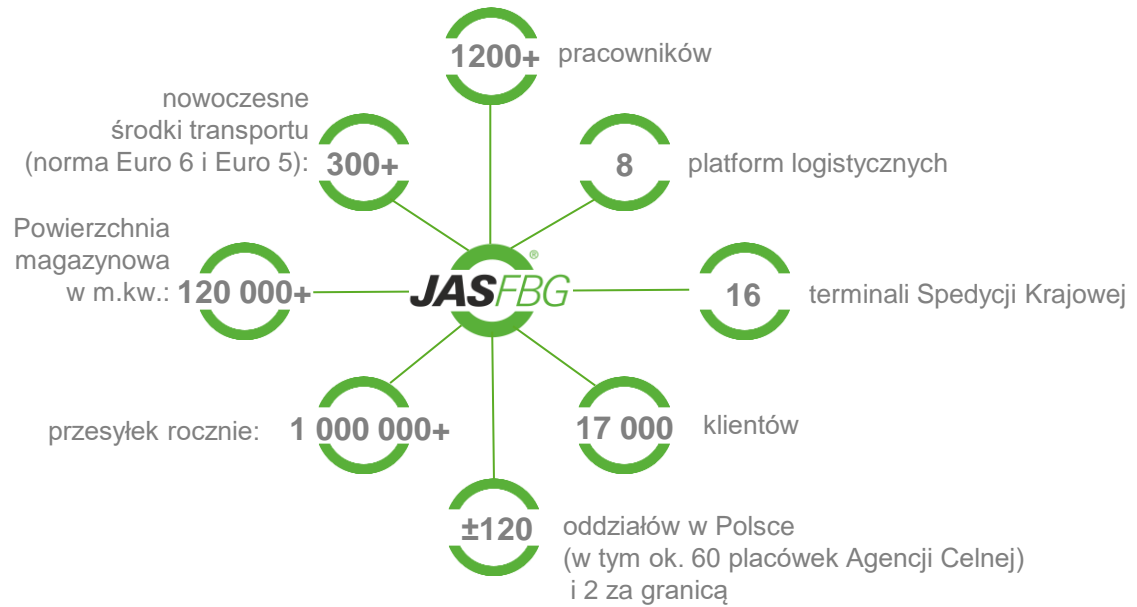 1200+ pracowników
nowoczesne
środki transportu
(norma Euro 6 i Euro 5): 300+
8 platform logistycznych
Powierzchnia
magazynowa
w m.kw.: 120 000+
JASFBG®
16 terminali Spedycji Krajowej
przesyłek rocznie: 1 000 000+
17 000 klientów
±120 oddziałów w Polsce
(w tym ok. 60 placówek Agencji Celnej)
i 2 za granicą